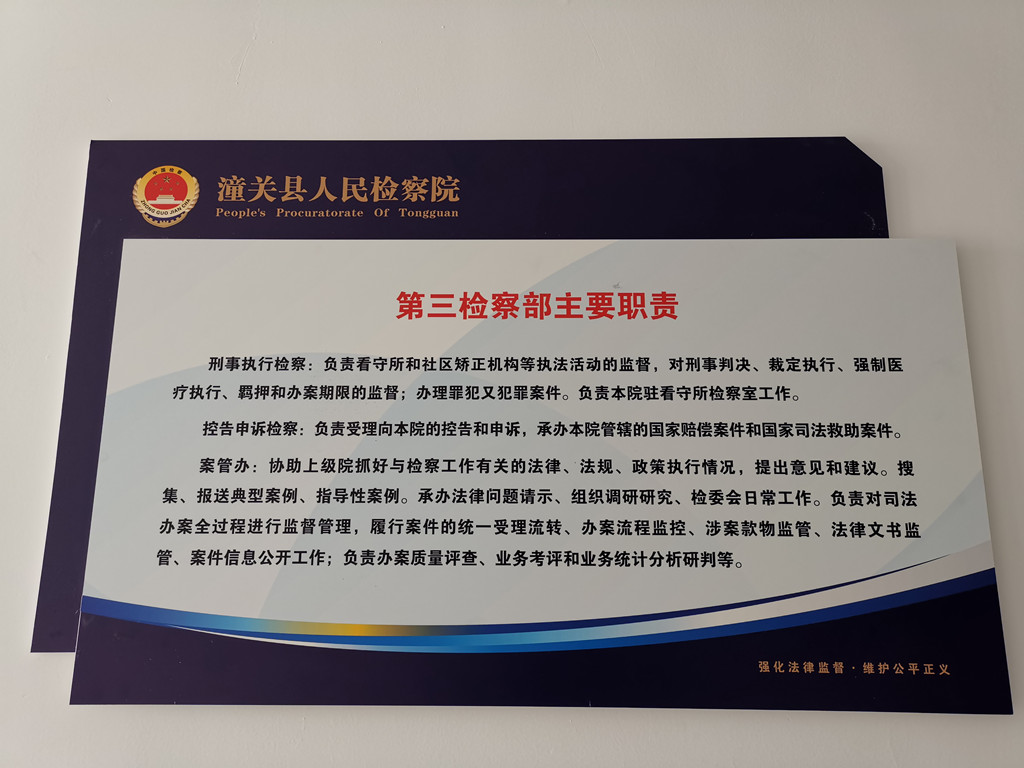 中国检察
ZHONG GUO JIAN CHA
潼关县人民检察院
People's Procuratorate Of Tongguan
第三检察部主要职责
刑事执行检察：负责看守所和社区矫正机构等执法活动的监督，对刑事判决、裁定执行、强制医
疗执行、羁押和办案期限的监督；办理罪犯又犯罪案件。负责本院驻看守所检察室工作。
控告申诉检察：负责受理向本院的控告和申诉，承办本院管辖的国家赔偿案件和国家司法救助案件。
案管办：协助上级院抓好与检察工作有关的法律、法规、政策执行情况，提出意见和建议。搜
集、报送典型案例、指导性案例。承办法律问题请示、组织调研研究、检委会日常工作。负责对司法
办案全过程进行监督管理，履行案件的统一受理流转、办案流程监控、涉案款物监管、法律文书监
管、案件信息公开工作；负责办案质量评查、业务考评和业务统计分析研判等。
强化法律监督·维护公平正义